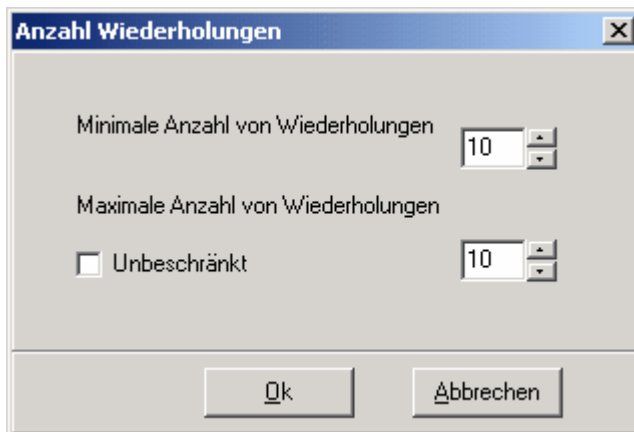 Anzahl Wiederholungen
Minimale Anzahl von Wiederholungen
10
Maximale Anzahl von Wiederholungen
Unbeschränkt
10
Ok
Abbrechen